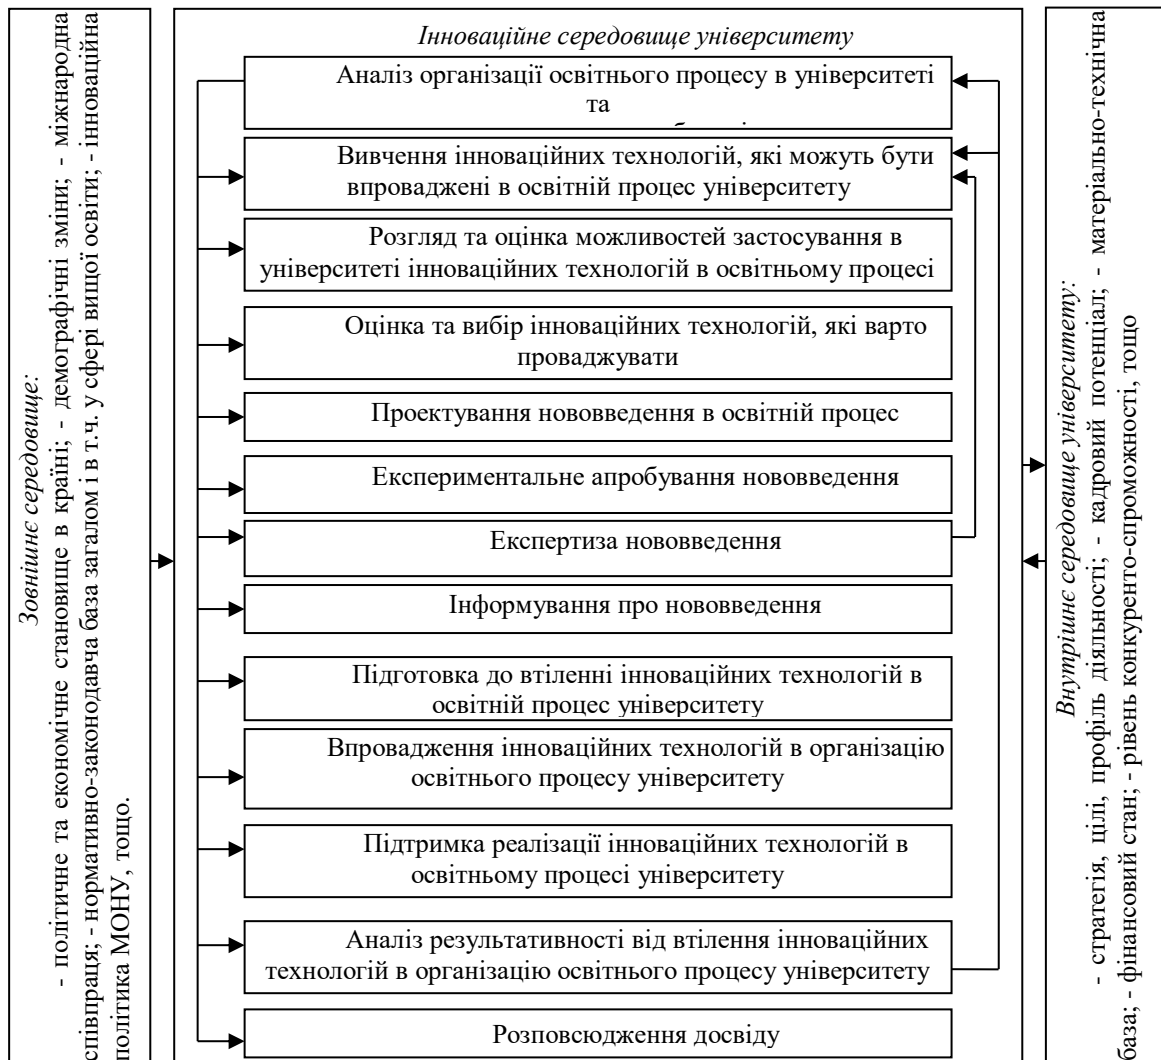 Зовнішнє середовище:
- політичне та економічне становище в країні; - демографічні зміни; - міжнародна
співпраця; - нормативно-законодавча база загалом і в т.ч. у сфері вищої освіти; - інноваційна
політика МОНУ, тощо.
Інноваційне середовище університету
Аналіз організації освітнього процесу в університеті
та
Вивчення інноваційних технологій, які можуть бути
впроваджені в освітній процес університету
Розгляд та оцінка можливостей застосування в
університеті інноваційних технологій в освітньому процесі
Оцінка та вибір інноваційних технологій, які варто
проваджувати
Проектування нововведення в освітній процес
Експериментальне апробування нововведення
Експертиза нововведення
Інформування про нововведення
Підготовка до втіленні інноваційних технологій в
освітній процес університету
Впровадження інноваційних технологій в організацію
освітнього процесу університету
Підтримка реалізації інноваційних технологій в
освітньому процесі університету
Аналіз результативності від втілення інноваційних
технологій в організацію освітнього процесу університету
Розповсюдження досвіду
Внутрішнє середовище університету:
- стратегія, цілі, профіль діяльності; - кадровий потенціал; - матеріально-технічна
база; - фінансовий стан; - рівень конкуренто-спроможності, тощо